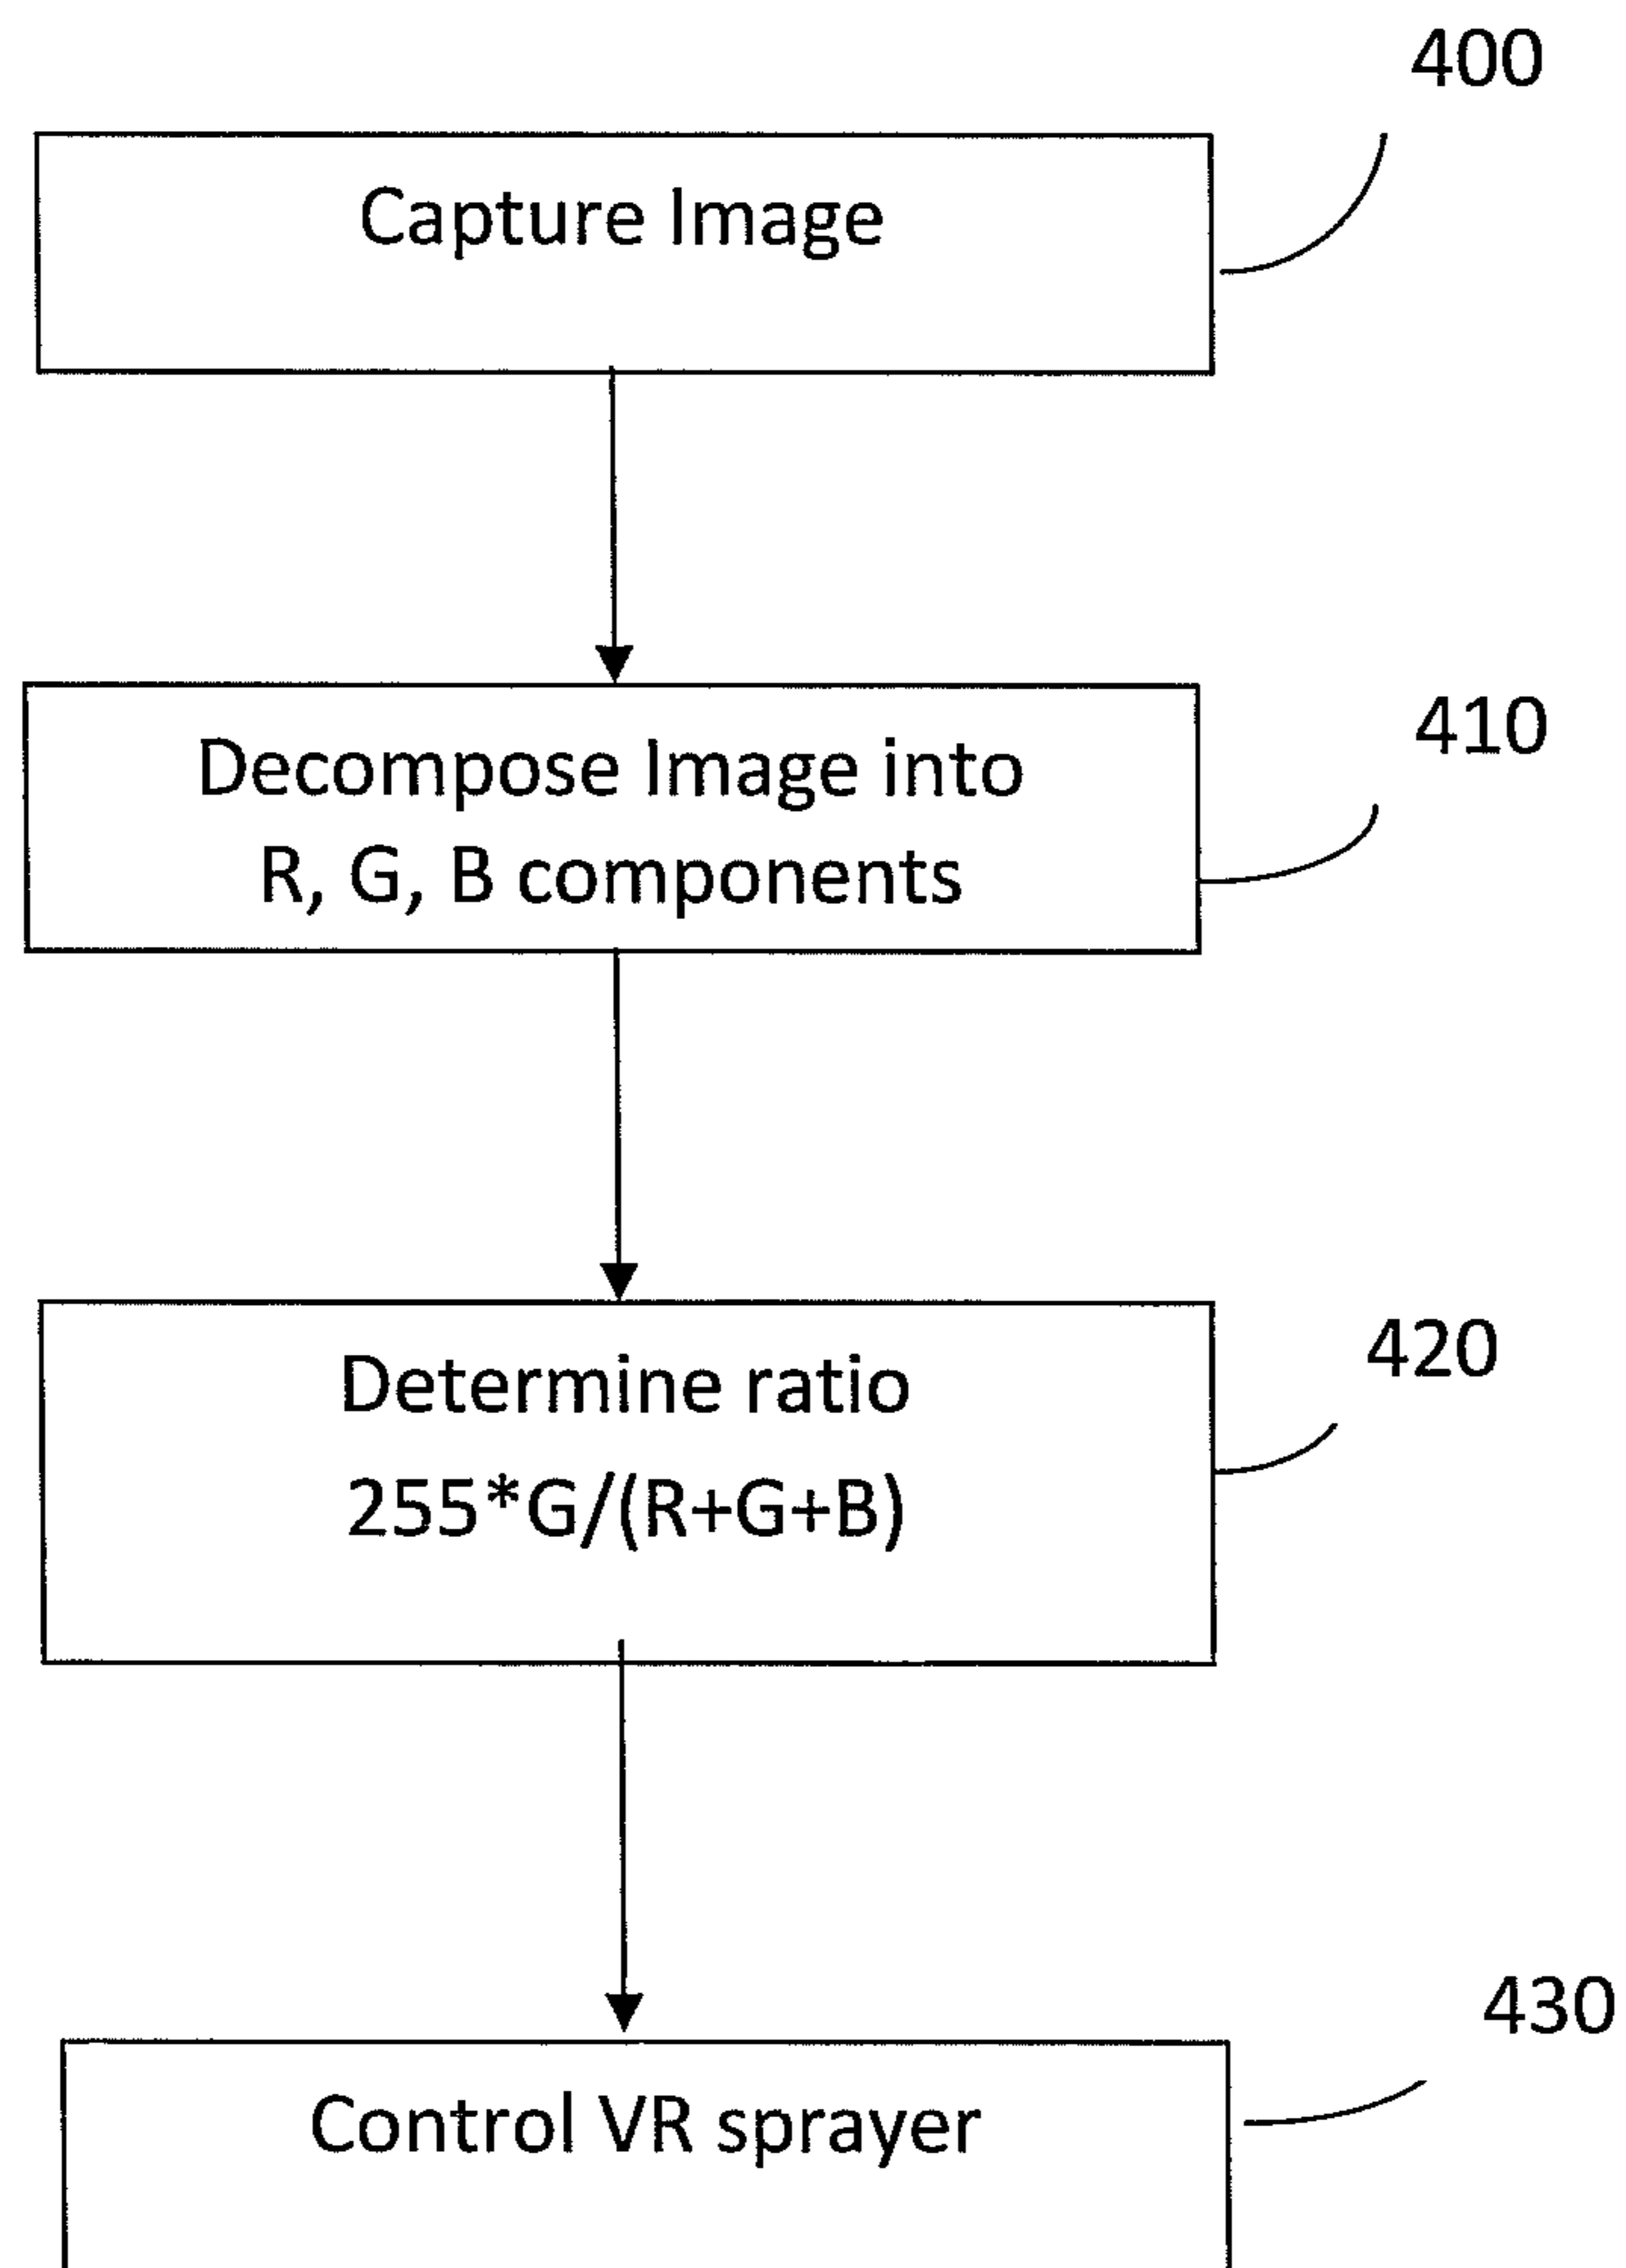 400
Capture Image
410
Decompose Image into
R, G, B components
420
Determine ratio
255*G/(R+G+B)
430
Control VR sprayer